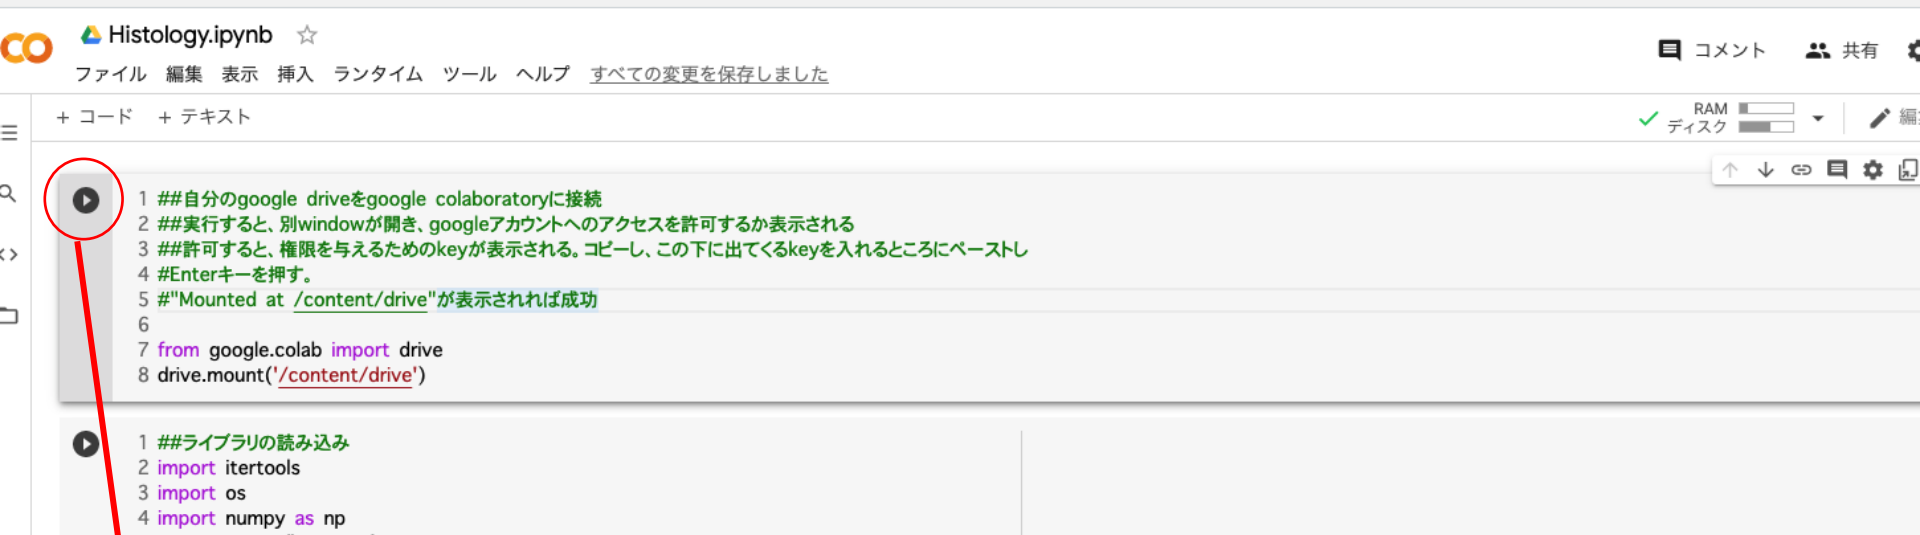 Histology.ipynb
ファイル 編集 表示 挿入 ランタイム ツール ヘルプ すべての変更を保存しました
コメント 共有
+ コード + テキスト
RAM
ディスク
1 ##自分のgoogle driveをgoogle colaboratoryに接続
2 ##実行すると、別windowが開き、googleアカウントへのアクセスを許可するか表示される
3 ##許可すると、権限を与えるためのkeyが表示される。コピーし、この下に出てくるkeyを入れるところにペーストし
4 #Enterキーを押す。
5 #"Mounted at /content/drive"が表示されれば成功
6
7 from google.colab import drive
8 drive.mount('/content/drive')
1 ##ライブラリの読み込み
2 import itertools
3 import os
4 import numpy as np